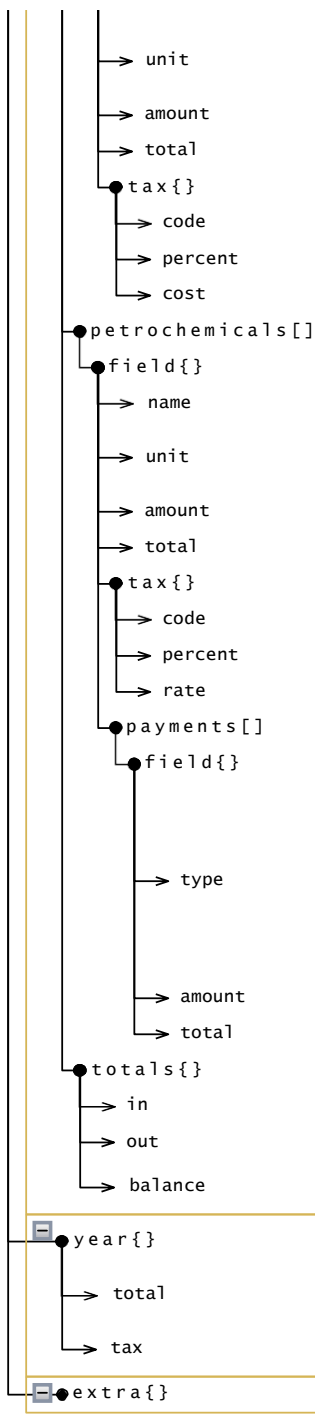 unit
amount
total
tax{}
code
percent
cost
petrochemicals[]
field{}
name
unit
amount
total
tax{}
code
percent
rate
payments[]
field{}
type
amount
total
totals{}
in
out
balance
year{}
total
tax
extra{}